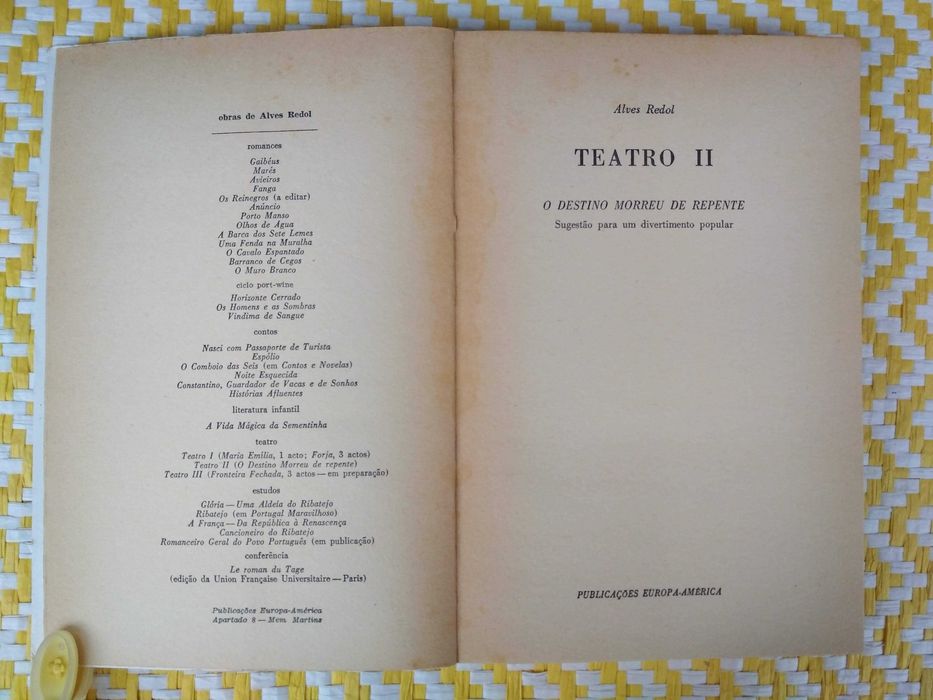 obras de Alves Redol
romances
Gaibéus
Marés
Avieiros
Fanga
Os Reinegros (a editar)
Anúncio
Porto Manso
Olhos de Água
A Barca dos Sete Lemes
Uma Fenda na Muralha
O Cavalo Espantado
Barranco de Cegos
O Muro Branco
ciclo port-wine
Horizonte Cerrado
Os Homens e as Sombras
Vindima de Sangue
contos
Nasci com Passaporte de Turista
Espólio
O Comboio das Seis (em Contos e Novelas)
Noite Esquecida
Constantino, Guardador de Vacas e de Sonhos
Histórias Afluentes
literatura infantil
A Vida Mágica da Sementinha
teatro
Teatro I (Maria Emília, 1 acto; Forja, 3 actos)
Teatro II (O Destino Morreu de repente)
Teatro III (Fronteira Fechada, 3 actos — em preparação)
estudos
Glória — Uma Aldeia do Ribatejo
Ribatejo (em Portugal Maravilhoso)
A França — Da República à Renascença
Cancioneiro do Ribatejo
Romanceiro Geral do Povo Português (em publicação)
conferência
Le roman du Tage
(edição da Union Française Universitaire — Paris)
Publicações Europa-América
Apartado 8 — Mem Martins
Alves Redol
TEATRO II
O DESTINO MORREU DE REPENTE
Sugestão para um divertimento popular
PUBLICAÇÕES EUROPA-AMÉRICA